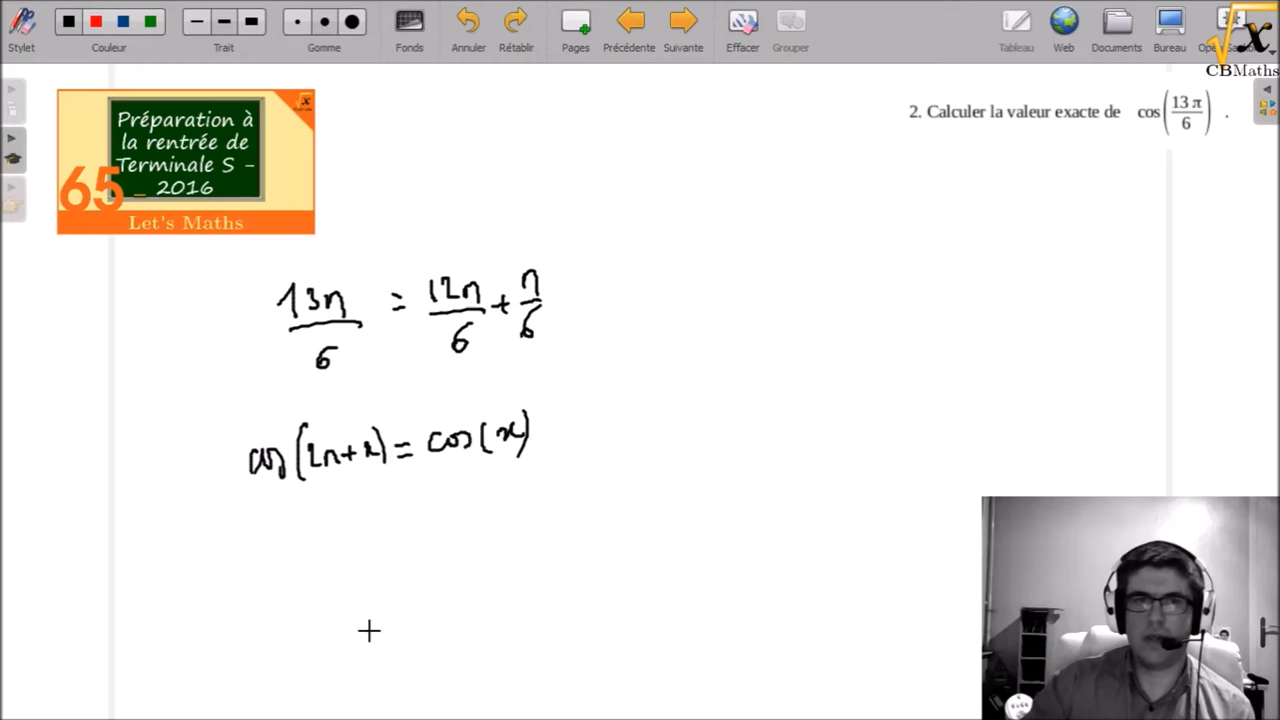 Stylet Couleur Trait Gomme Fonds Annuler Rétablir Pages Précédente Suivante Effacer Grouper Tableau Web Documents Bureau
CBMaths
Préparation à
la rentrée de
Terminale S -
65 - 2016
Let's Maths
2. Calculer la valeur exacte de cos(13π/6) .
13π/6 = 12π/6 + π/6
cos(2π+x) = cos(x)